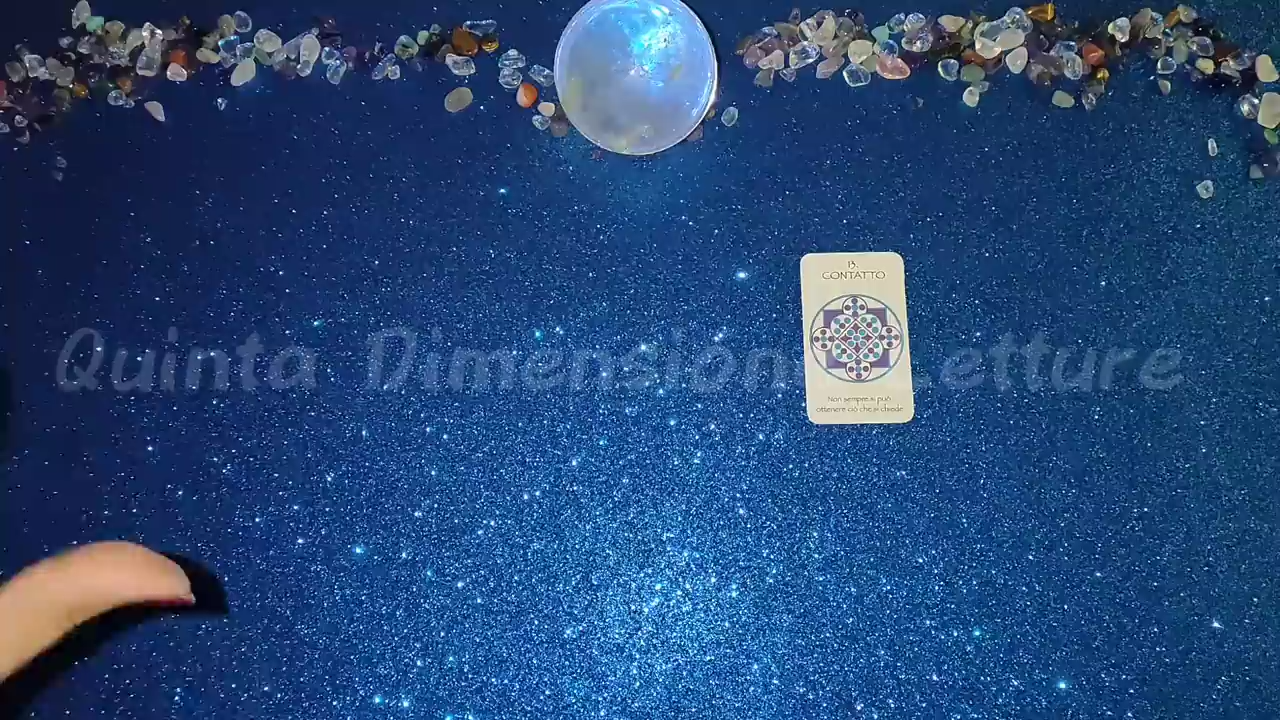 13.
CONTATTO
Quinta Dimensione Letture
Non sempre si può
ottenere ciò che si chiede